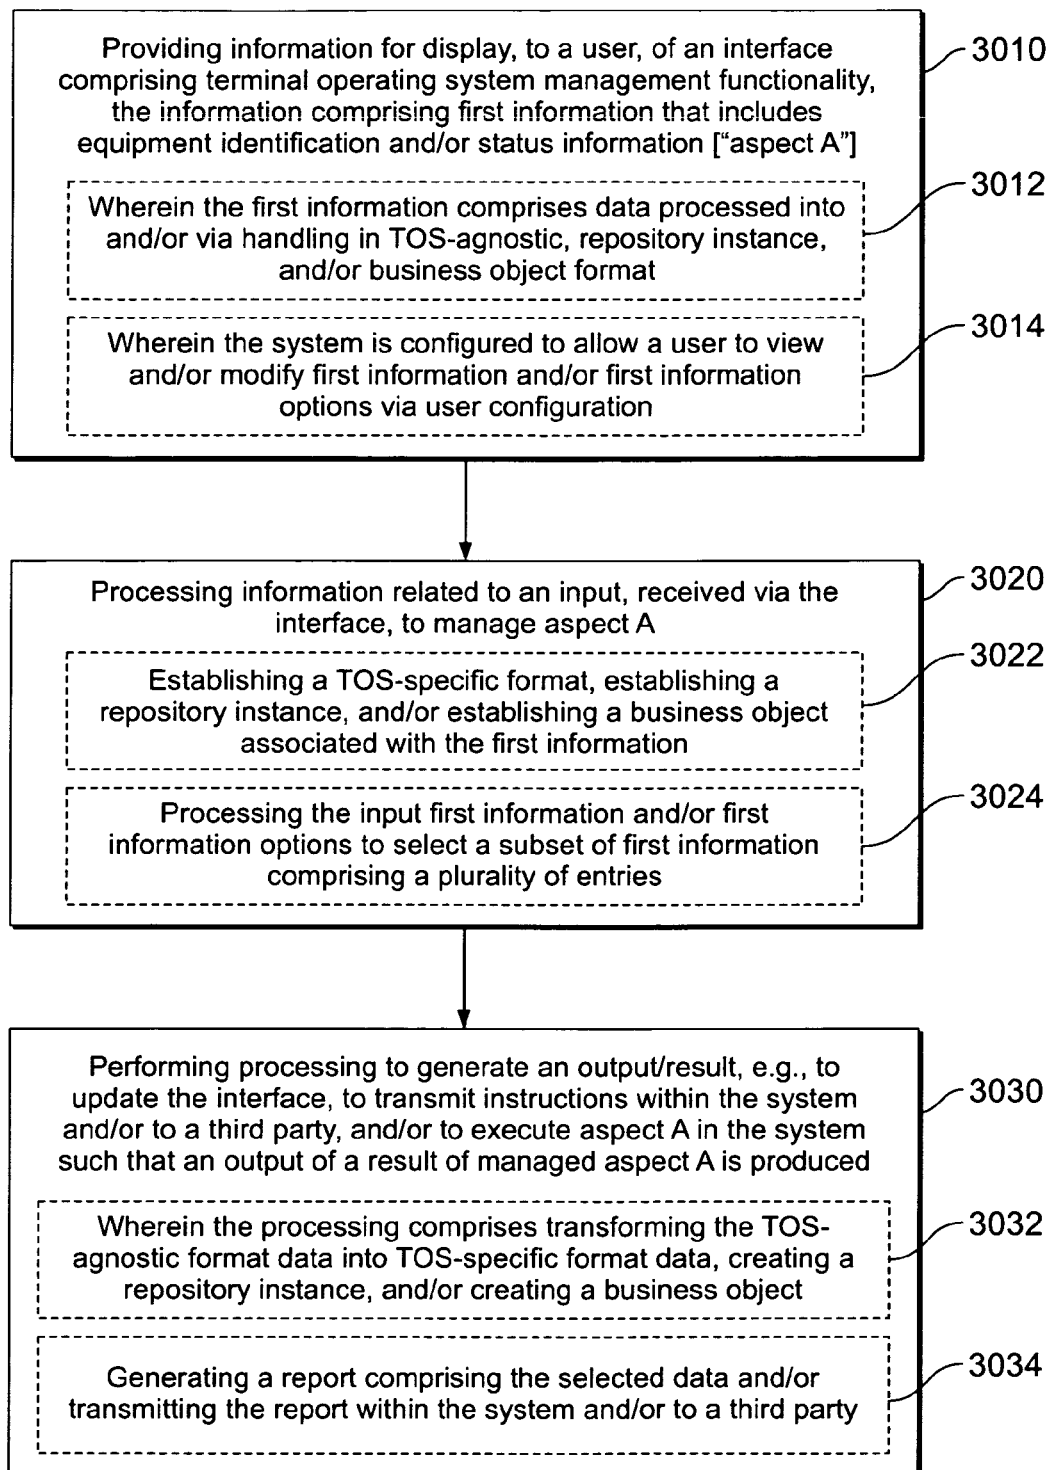 Providing information for display, to a user, of an interface
comprising terminal operating system management functionality,
the information comprising first information that includes
equipment identification and/or status information ["aspect A"]
3010
Wherein the first information comprises data processed into
and/or via handling in TOS-agnostic, repository instance,
and/or business object format
3012
Wherein the system is configured to allow a user to view
and/or modify first information and/or first information
options via user configuration
3014
Processing information related to an input, received via the
interface, to manage aspect A
3020
Establishing a TOS-specific format, establishing a
repository instance, and/or establishing a business object
associated with the first information
3022
Processing the input first information and/or first
information options to select a subset of first information
comprising a plurality of entries
3024
Performing processing to generate an output/result, e.g., to
update the interface, to transmit instructions within the system
and/or to a third party, and/or to execute aspect A in the system
such that an output of a result of managed aspect A is produced
3030
Wherein the processing comprises transforming the TOS-
agnostic format data into TOS-specific format data, creating a
repository instance, and/or creating a business object
3032
Generating a report comprising the selected data and/or
transmitting the report within the system and/or to a third party
3034